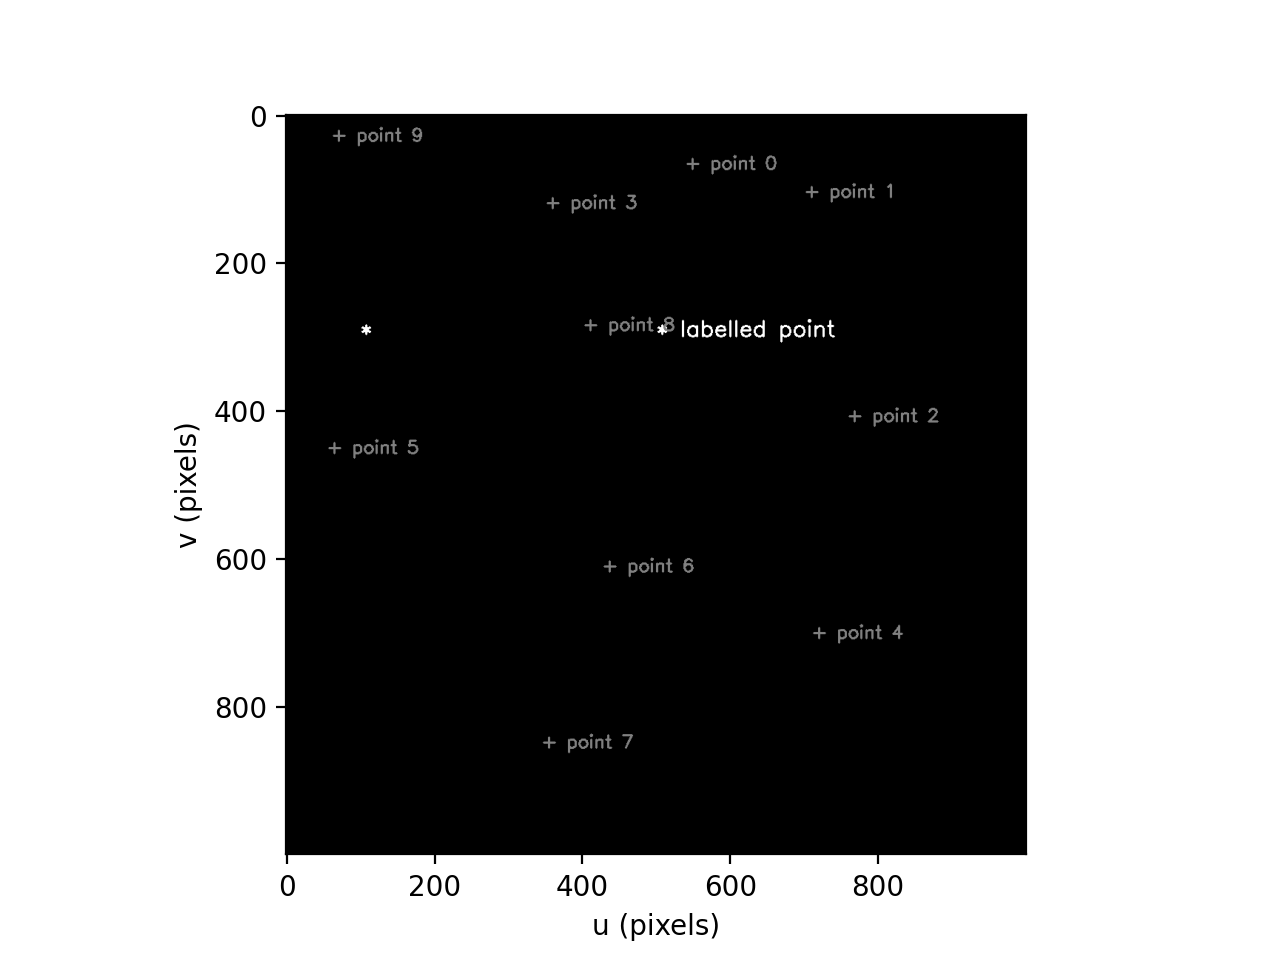 0
point 9
point 0
point 1
point 3
200
point 8
labelled point
400
point 2
point 5
v (pixels)
600
point 6
point 4
800
point 7
0 200 400 600 800
u (pixels)